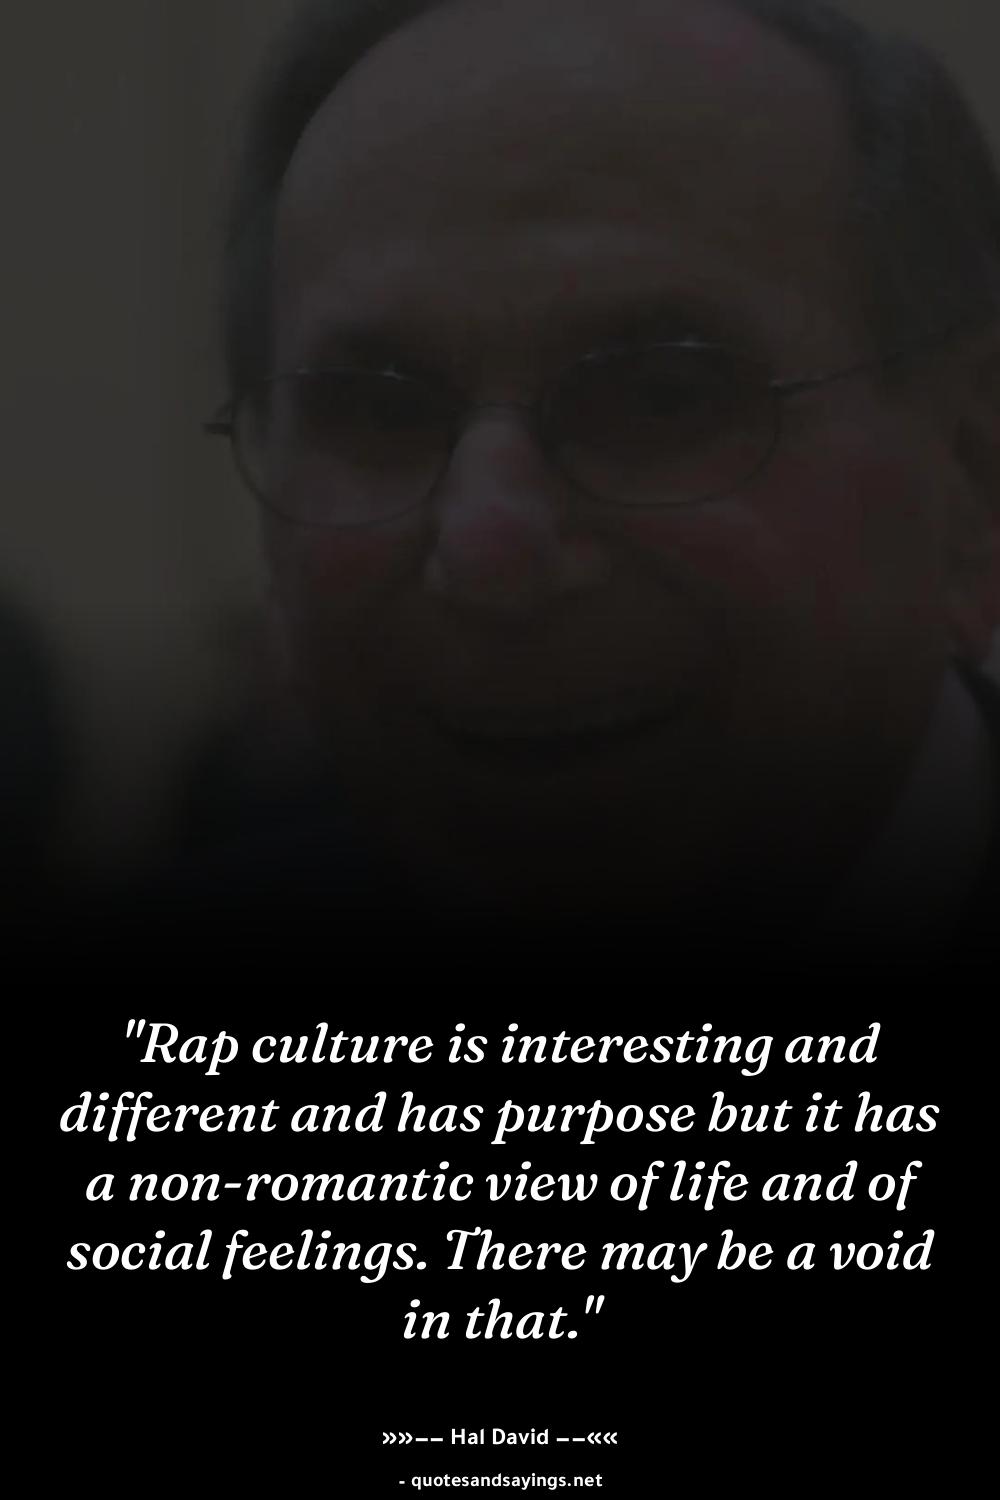 "Rap culture is interesting and
different and has purpose but it has
a non-romantic view of life and of
social feelings. There may be a void
in that."
»»−− Hal David −−««
- quotesandsayings.net